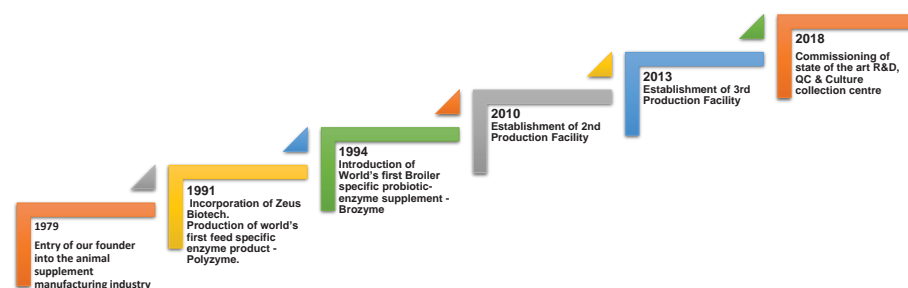 1979
Entry of our founder
into the animal
supplement
manufacturing industry
1991
Incorporation of Zeus
Biotech.
Production of world's
first feed specific
enzyme product -
Polyzyme.
1994
Introduction of
World's first Broiler
specific probiotic-
enzyme supplement -
Brozyme
2010
Establishment of 2nd
Production Facility
2013
Establishment of 3rd
Production Facility
2018
Commissioning of
state of the art R&D,
QC & Culture
collection centre